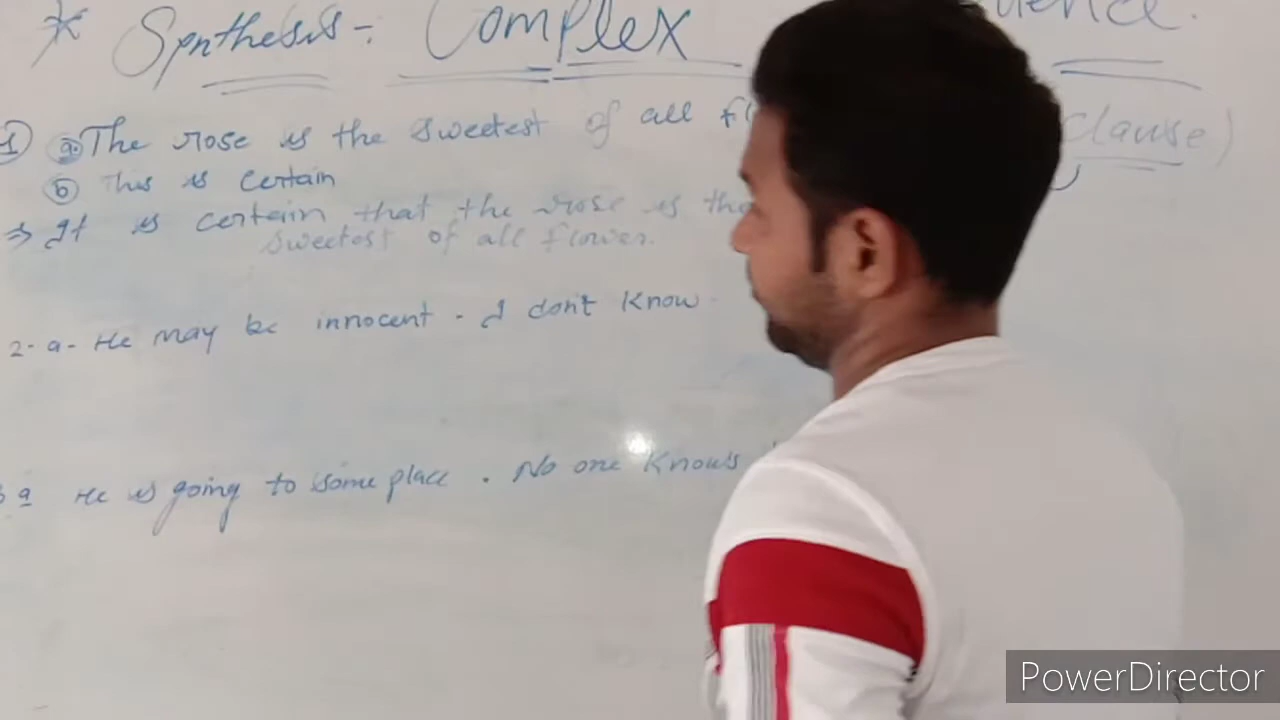 * Synthesis-: Complex
1 a. The rose is the sweetest of all
clause)
b This is certain
⇒ It is certain that the rose is the
sweetest of all flower.
2. a- He may be innocent. I don't know
a He is going to some place. No one knows
PowerDirector